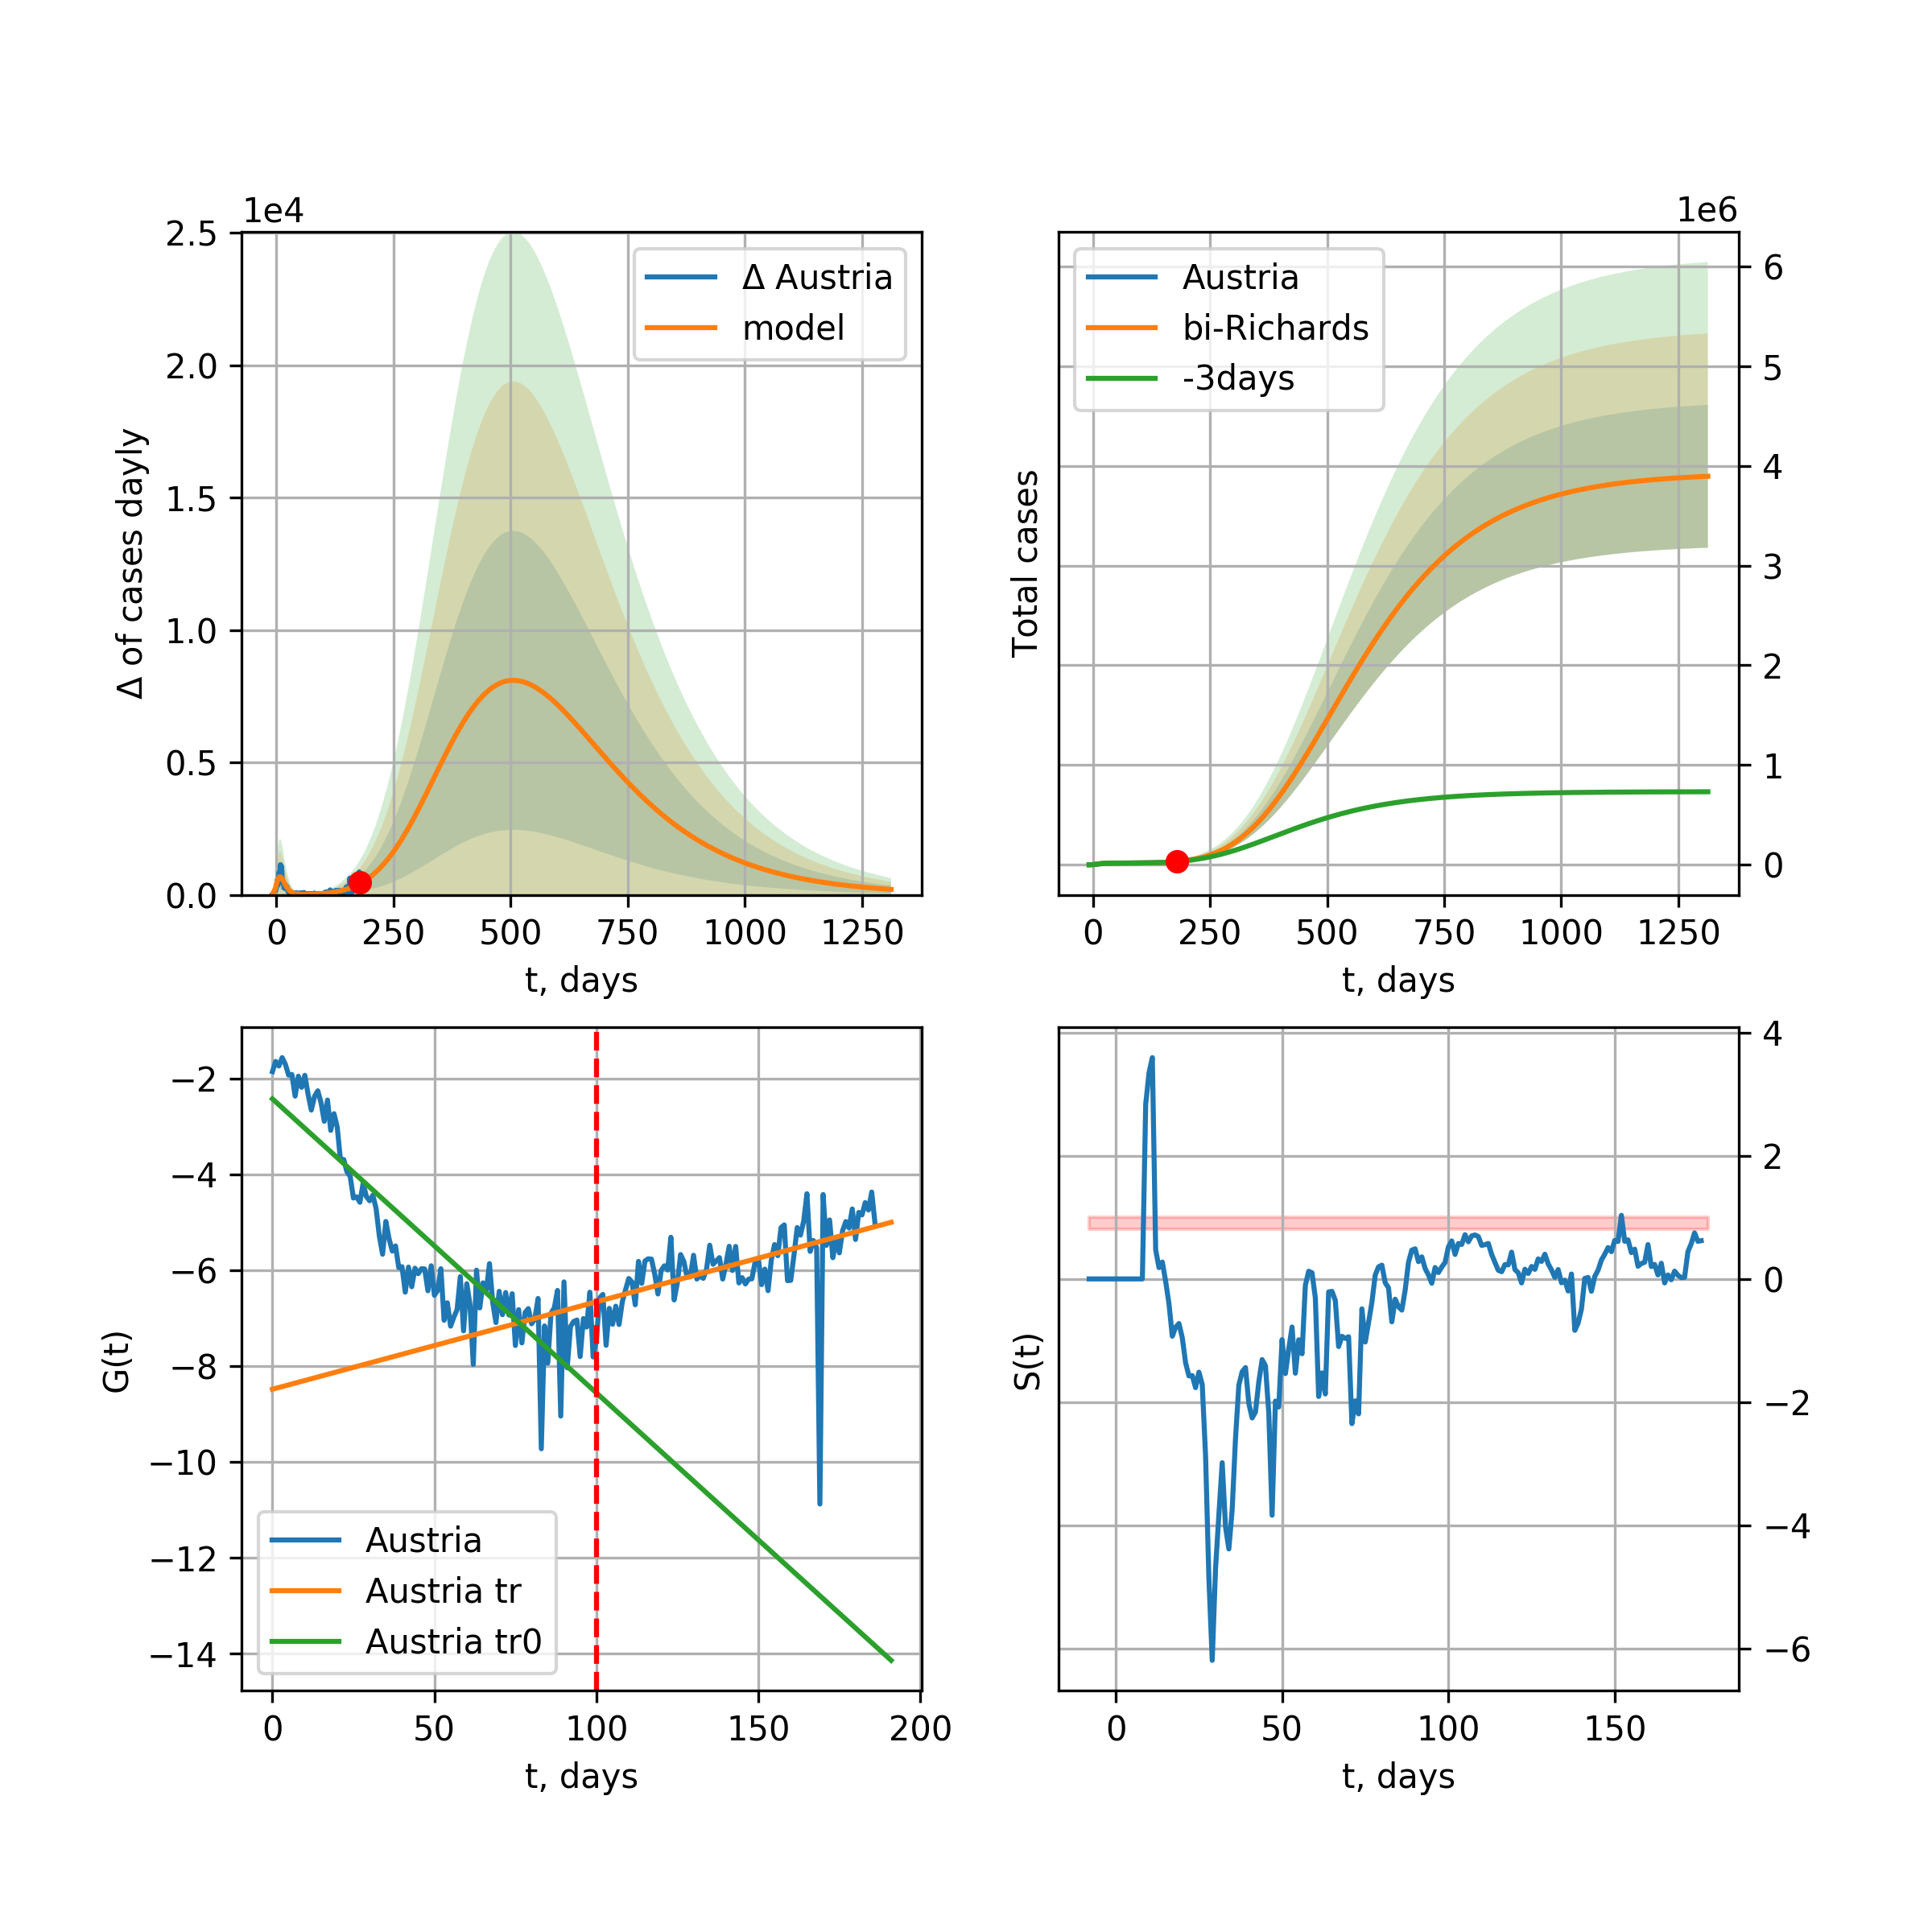 1e4
2.5
2.0
1.5
1.0
0.5
0.0
Δ of cases dayly
Δ Austria
model
0 250 500 750 1000 1250
t, days
1e6
6
5
4
3
2
1
0
Total cases
Austria
bi-Richards
-3days
0 250 500 750 1000 1250
t, days
−2
−4
−6
−8
−10
−12
−14
G(t)
Austria
Austria tr
Austria tr0
0 50 100 150 200
t, days
4
2
0
−2
−4
−6
S(t)
0 50 100 150
t, days